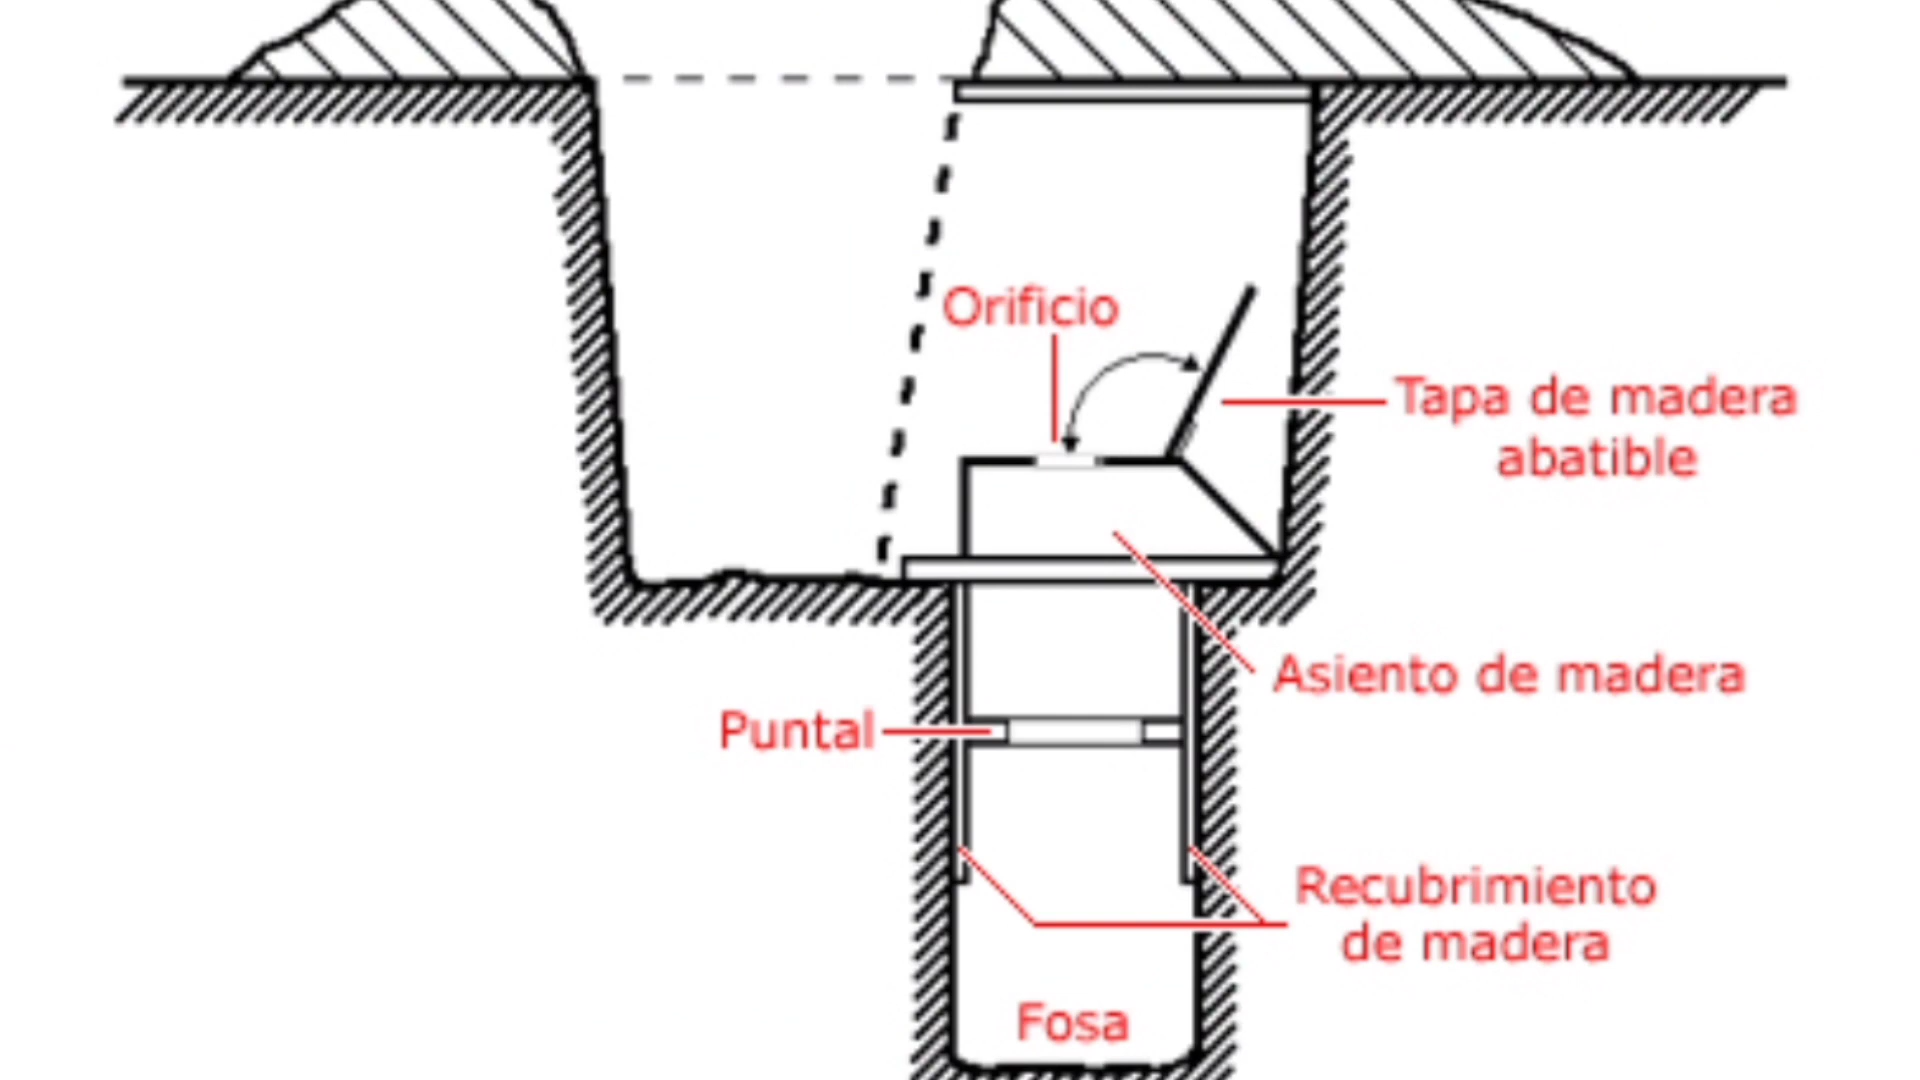 Orificio
Tapa de madera
abatible
Asiento de madera
Puntal
Recubrimiento
de madera
Fosa